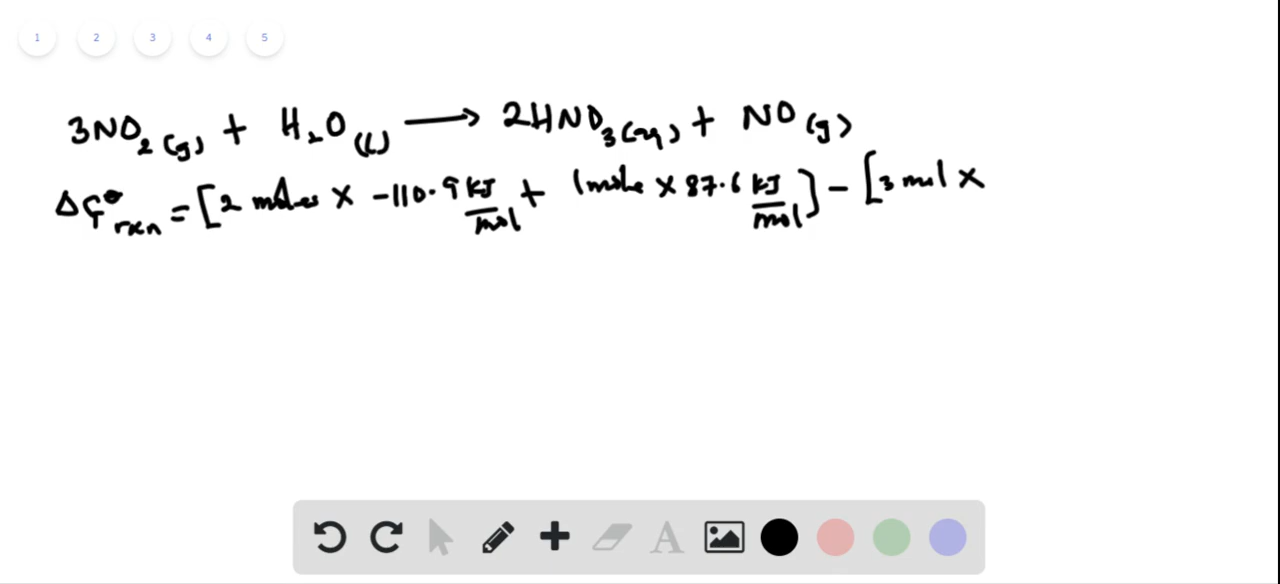 1 2 3 4 5
3NO₂(g) + H₂O(l) ⟶ 2HNO₃(aq) + NO(g)
ΔG°rxn = [2 moles × -110.9 kJ/mol + 1 mole × 87.6 kJ/mol] - [3 mol ×
A